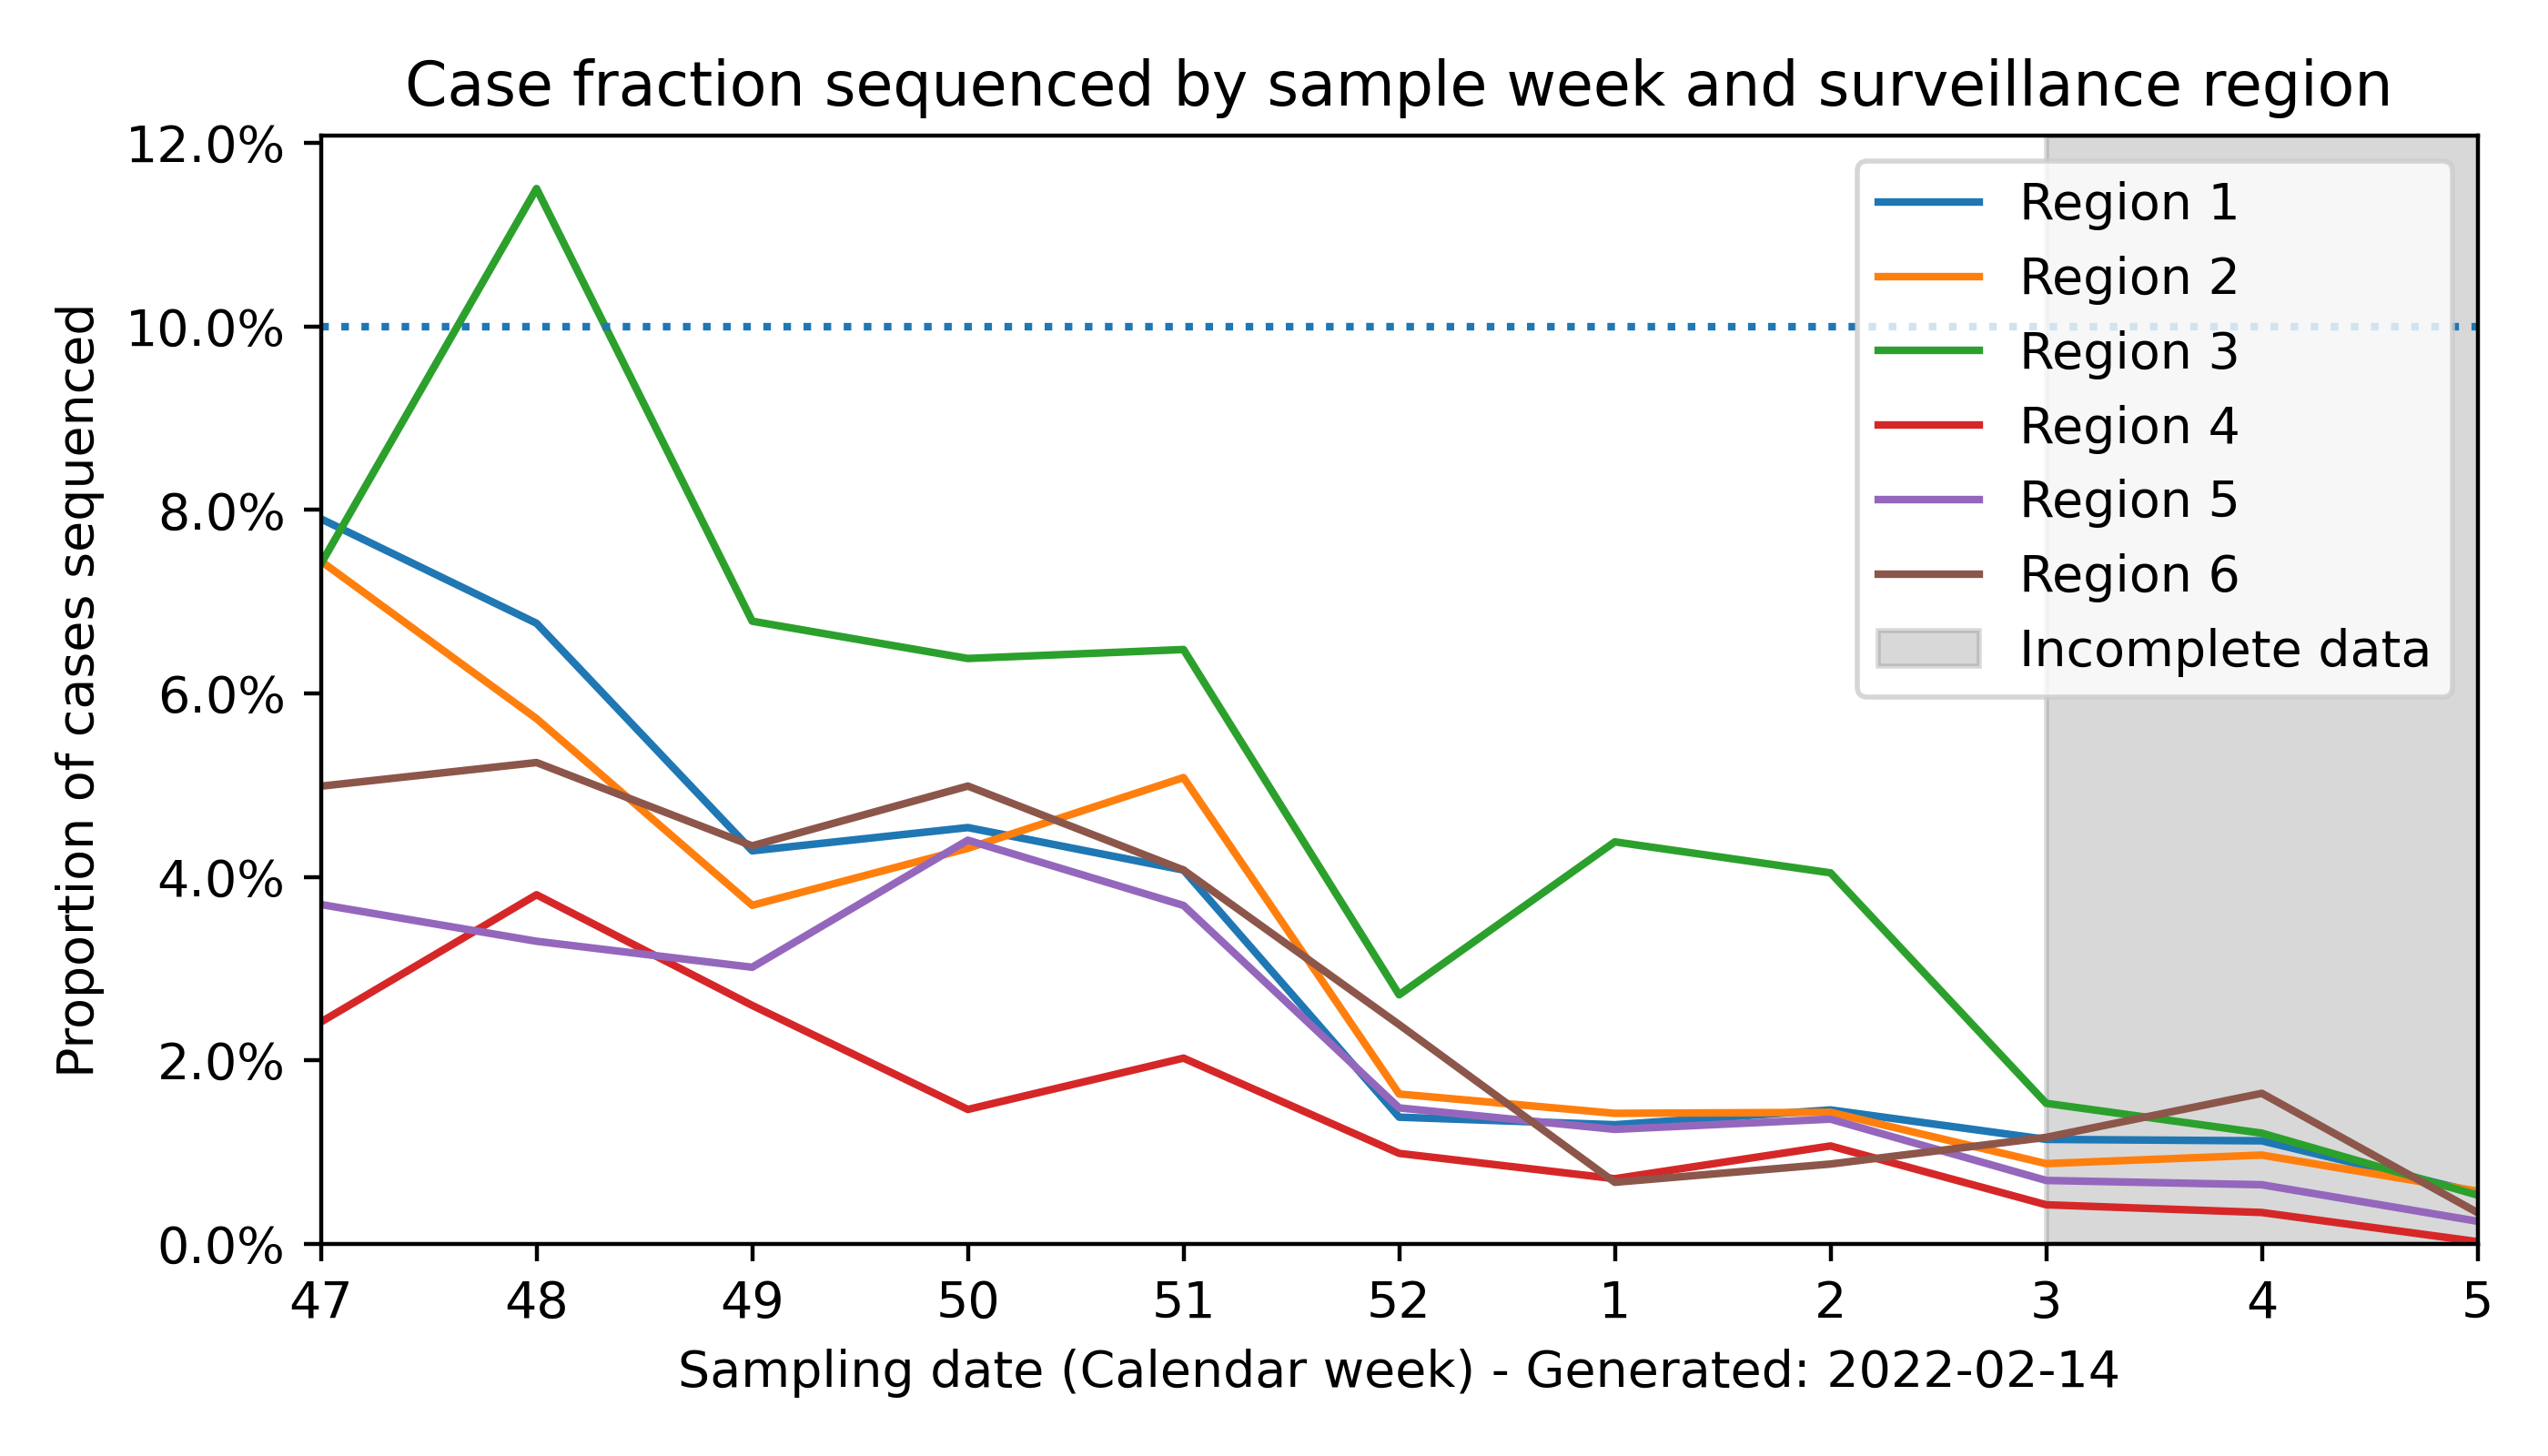 Case fraction sequenced by sample week and surveillance region
12.0%
10.0%
8.0%
6.0%
4.0%
2.0%
0.0%
Proportion of cases sequenced
Region 1
Region 2
Region 3
Region 4
Region 5
Region 6
Incomplete data
47 48 49 50 51 52 1 2 3 4 5
Sampling date (Calendar week) - Generated: 2022-02-14